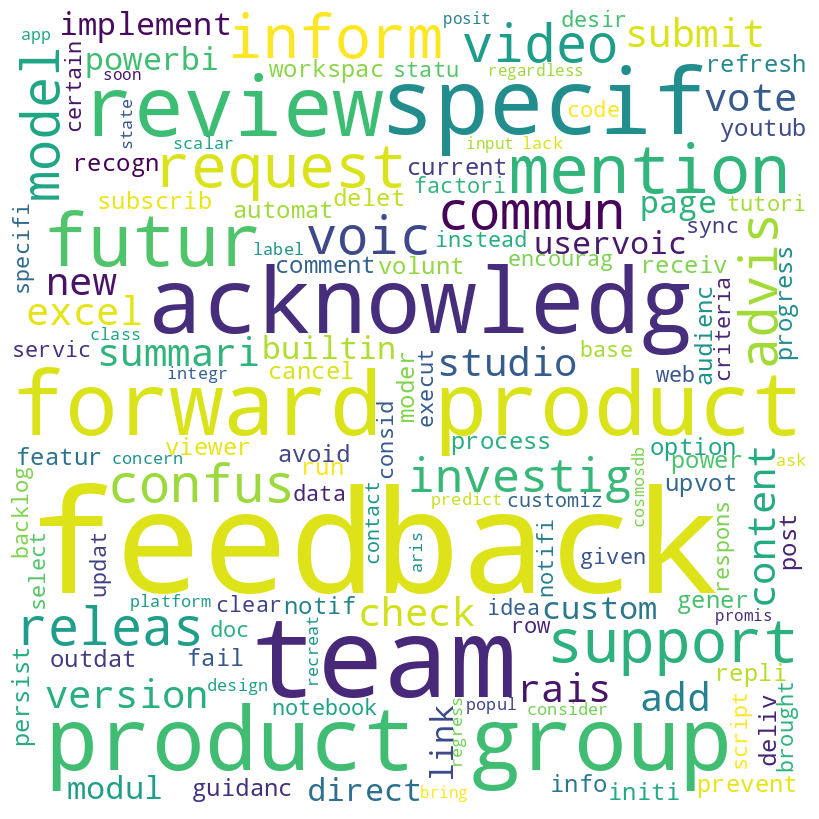 app
implement
inform
posit
desir
video
submit
powerbi
soon
workspac
statu
regardless
refresh
model
certain
state
review
specif
code
vote
youtub
scalar
input
lack
recogn
request
current
mention
factori
subscrib
delet
page
tutori
automat
commun
sync
specifi
futur
voic
instead
uservoic
label
encourag
new
comment
volunt
receiv
advis
progress
excel
acknowledg
audienc
criteria
class
servic
summari
builtin
studio
base
integr
cancel
moder
execut
web
forward product
featur
concern
viewer
avoid
consid
process
option
backlog
confus
run
data
investig
power
upvot
ask
cosmosdb
predict
customiz
contact
content
select
feedback
updat
aris
notifi
given
respons
post
platform
clear
notif
check
idea
custom
gener
promis
releas
doc
row
outdat
fail
recreat
team
support
persist
design
rais
repli
version
notebook
popul
consider
add
link
regress
script
deliv
brought
product group
modul
guidanc
direct
bring
info
initi
prevent